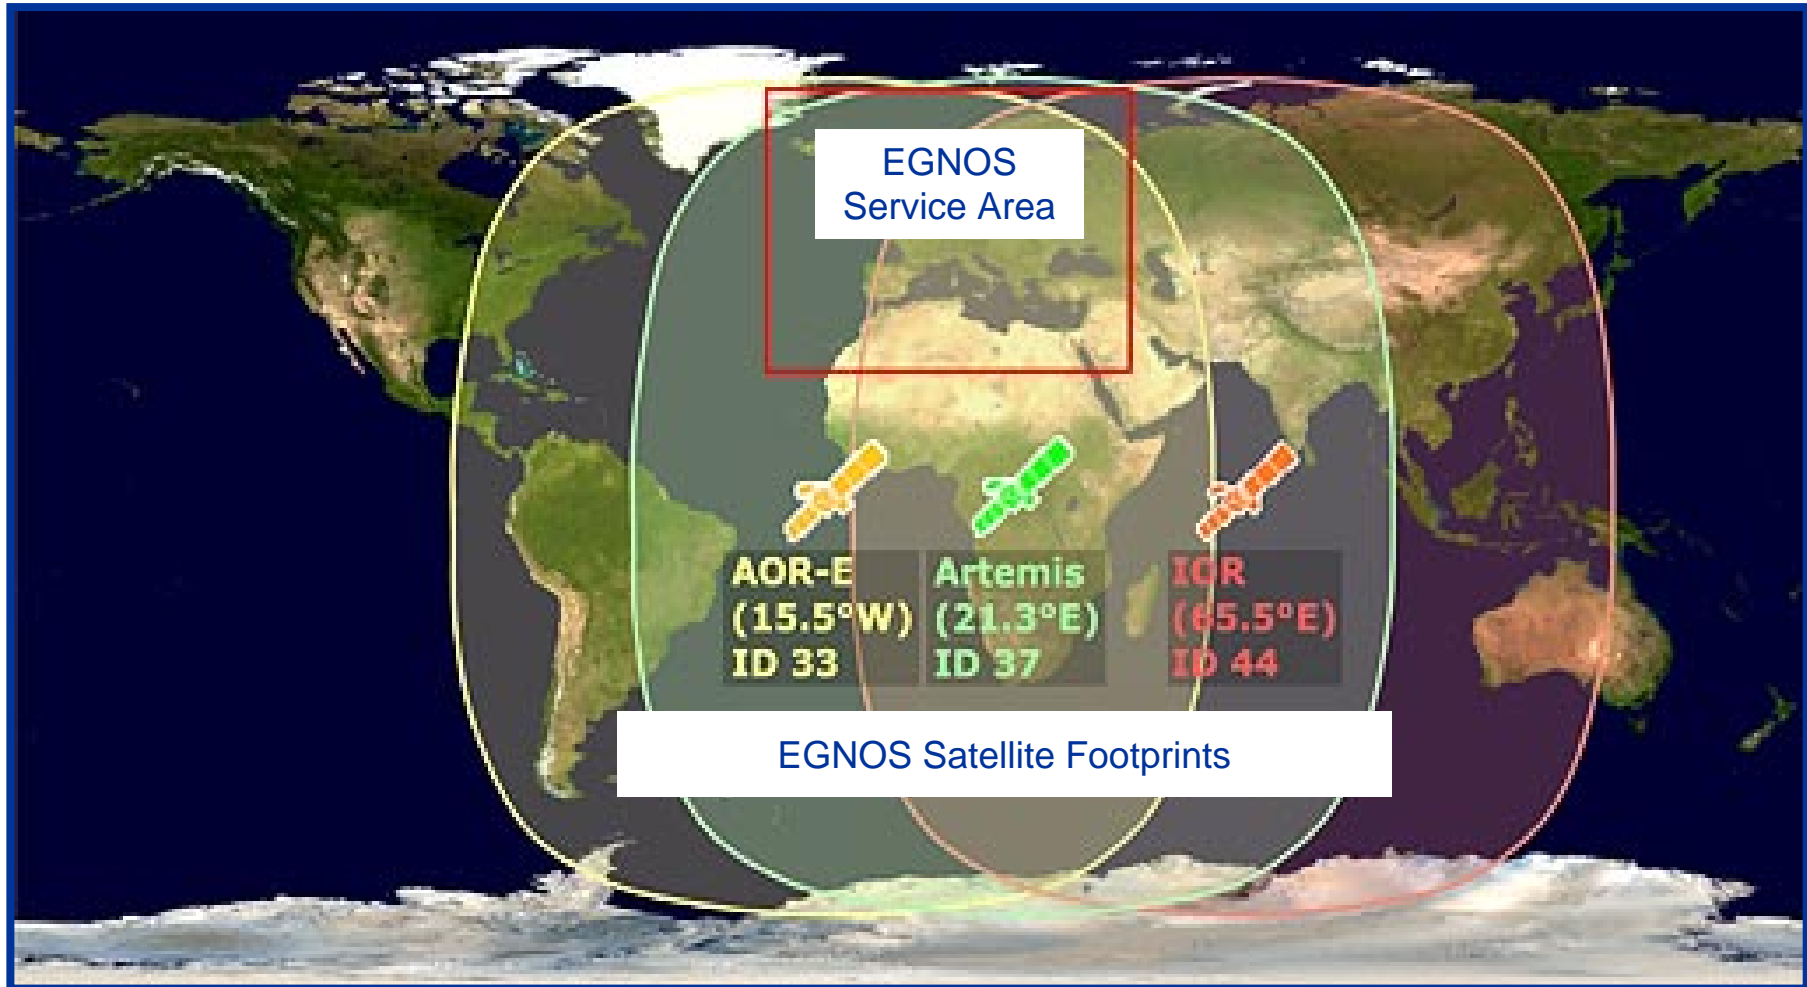 EGNOS
Service Area
AOR-E
(15.5°W)
ID 33
Artemis
(21.3°E)
ID 37
IOR
(65.5°E)
ID 44
EGNOS Satellite Footprints